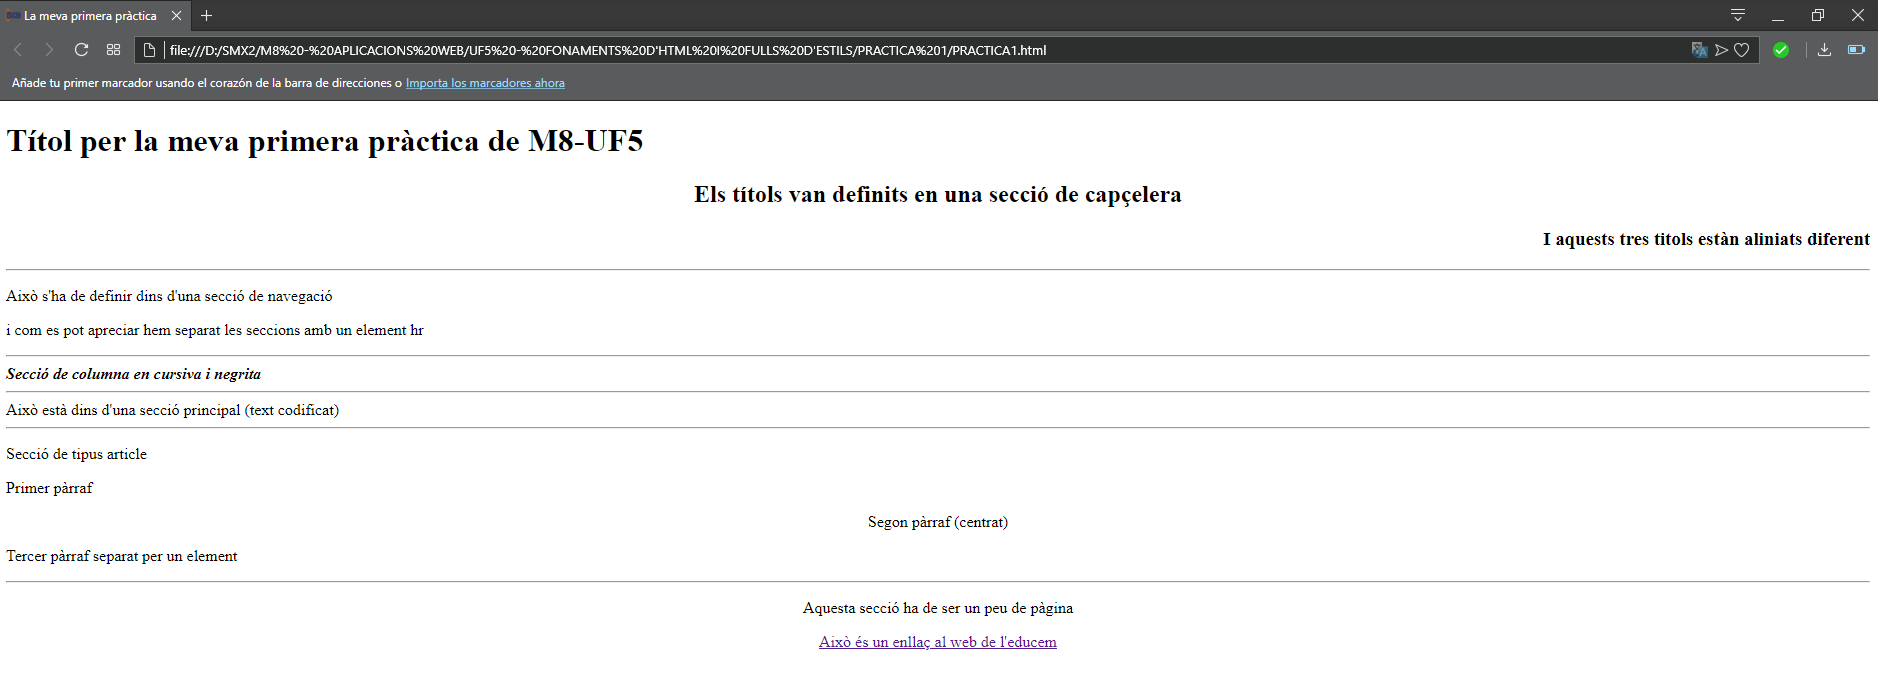 La meva primera pràctica
file:///D:/SMX2/M8%20-%20APLICACIONS%20WEB/UF5%20-%20FONAMENTS%20D'HTML%20I%20FULLS%20D'ESTILS/PRACTICA%201/PRACTICA1.html
Añade tu primer marcador usando el corazón de la barra de direcciones o Importa los marcadores ahora
Títol per la meva primera pràctica de M8-UF5
Els títols van definits en una secció de capçelera
I aquests tres titols estàn aliniats diferent
Això s'ha de definir dins d'una secció de navegació
i com es pot apreciar hem separat les seccions amb un element hr
Secció de columna en cursiva i negrita
Això està dins d'una secció principal (text codificat)
Secció de tipus article
Primer pàrraf
Segon pàrraf (centrat)
Tercer pàrraf separat per un element
Aquesta secció ha de ser un peu de pàgina
Això és un enllaç al web de l'educem